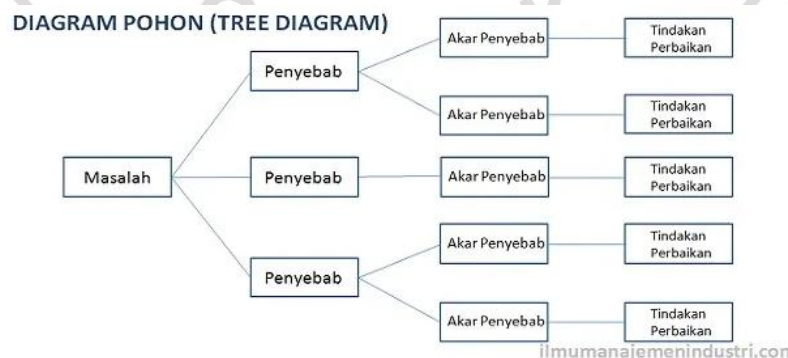 DIAGRAM POHON (TREE DIAGRAM)
Masalah
Penyebab
Penyebab
Penyebab
Akar Penyebab
Akar Penyebab
Akar Penyebab
Akar Penyebab
Akar Penyebab
Tindakan
Perbaikan
Tindakan
Perbaikan
Tindakan
Perbaikan
Tindakan
Perbaikan
Tindakan
Perbaikan
ilmumanajemenindustri.com